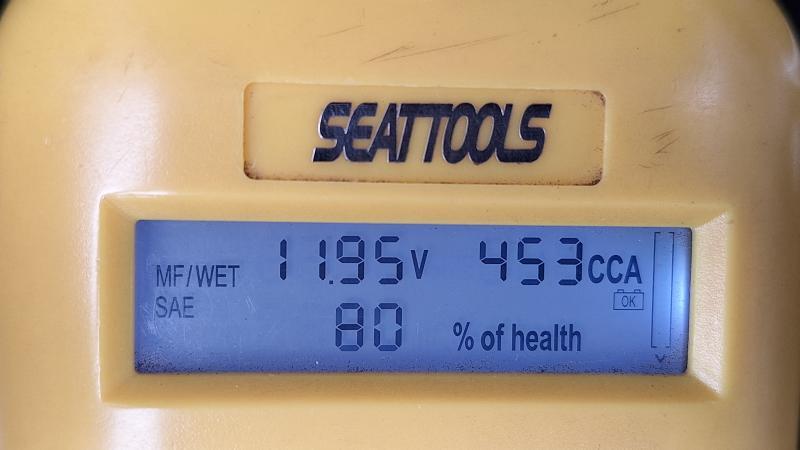 SEATTOOLS
MF/WET 11.95V 453CCA
SAE OK
80 % of health